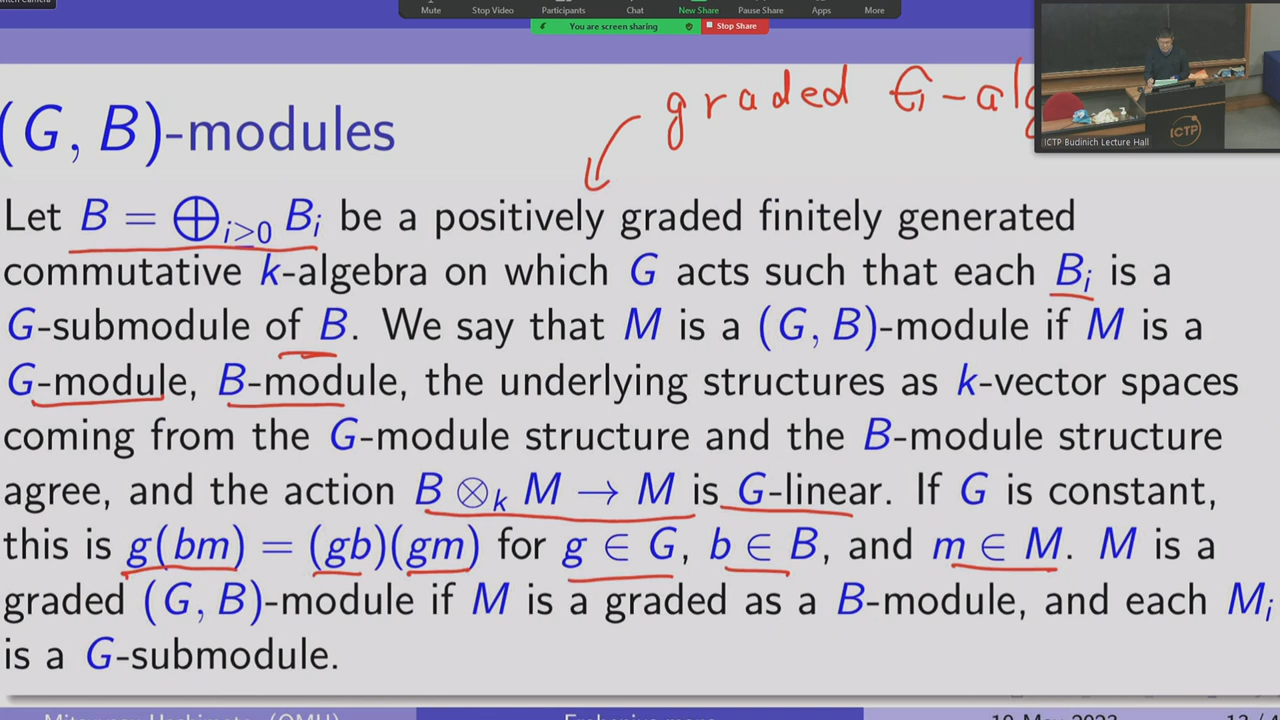 Mute Stop Video Participants Chat New Share Pause Share Apps More
You are screen sharing Stop Share
graded G-alg
ICTP
ICTP Budinich Lecture Hall
(G, B)-modules
Let B = ⊕_{i≥0} B_i be a positively graded finitely generated
commutative k-algebra on which G acts such that each B_i is a
G-submodule of B. We say that M is a (G, B)-module if M is a
G-module, B-module, the underlying structures as k-vector spaces
coming from the G-module structure and the B-module structure
agree, and the action B ⊗_k M → M is G-linear. If G is constant,
this is g(bm) = (gb)(gm) for g ∈ G, b ∈ B, and m ∈ M. M is a
graded (G, B)-module if M is a graded as a B-module, and each M_i
is a G-submodule.